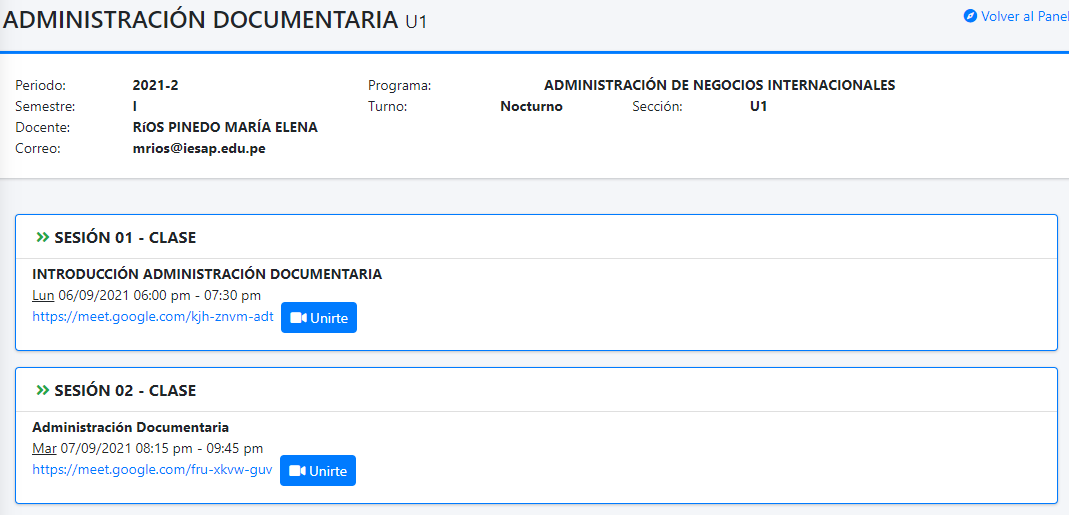 ADMINISTRACIÓN DOCUMENTARIA U1
Volver al Panel
Periodo: 2021-2 Programa: ADMINISTRACIÓN DE NEGOCIOS INTERNACIONALES
Semestre: I Turno: Nocturno Sección: U1
Docente: RíOS PINEDO MARÍA ELENA
Correo: mrios@iesap.edu.pe
SESIÓN 01 - CLASE
INTRODUCCIÓN ADMINISTRACIÓN DOCUMENTARIA
Lun 06/09/2021 06:00 pm - 07:30 pm
https://meet.google.com/kjh-znvm-adt Unirte
SESIÓN 02 - CLASE
Administración Documentaria
Mar 07/09/2021 08:15 pm - 09:45 pm
https://meet.google.com/fru-xkvw-guv Unirte